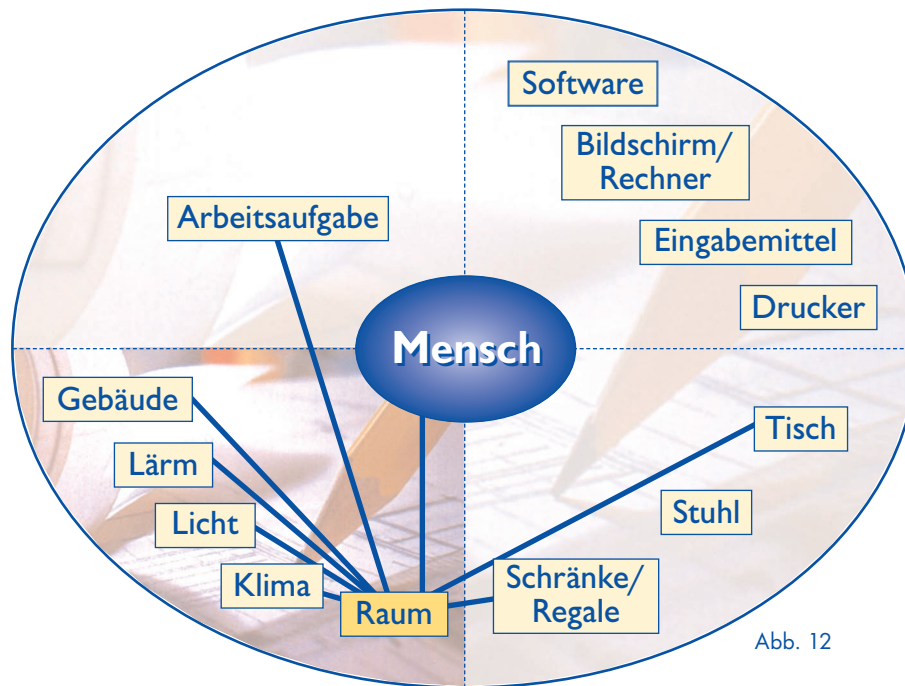 Software
Bildschirm/
Rechner
Arbeitsaufgabe
Eingabemittel
Drucker
Mensch
Gebäude
Lärm
Licht
Klima
Raum
Tisch
Stuhl
Schränke/
Regale
Abb. 12